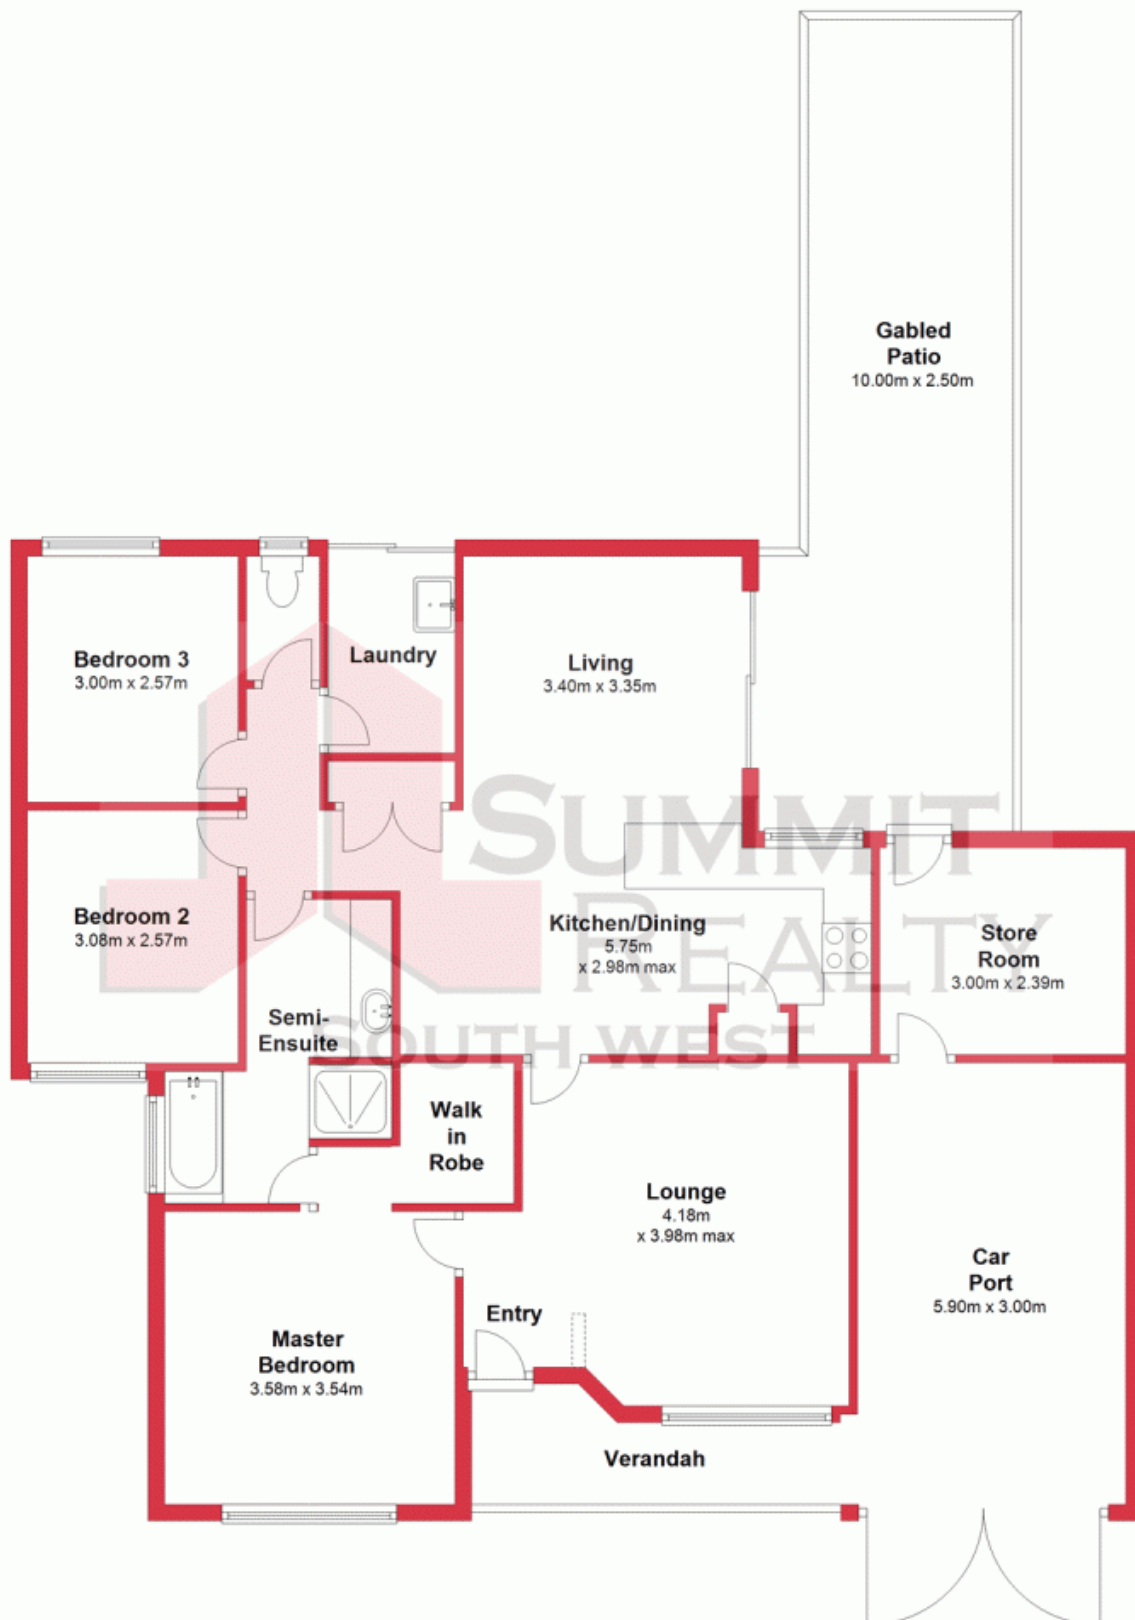 Gabled
Patio
10.00m x 2.50m
Bedroom 3
3.00m x 2.57m
Laundry
Living
3.40m x 3.35m
SUMMIT
REALTY
SOUTH WEST
Bedroom 2
3.08m x 2.57m
Kitchen/Dining
5.75m
x 2.98m max
Store
Room
3.00m x 2.39m
Semi-
Ensuite
Walk
in
Robe
Lounge
4.18m
x 3.98m max
Car
Port
5.90m x 3.00m
Entry
Master
Bedroom
3.58m x 3.54m
Verandah